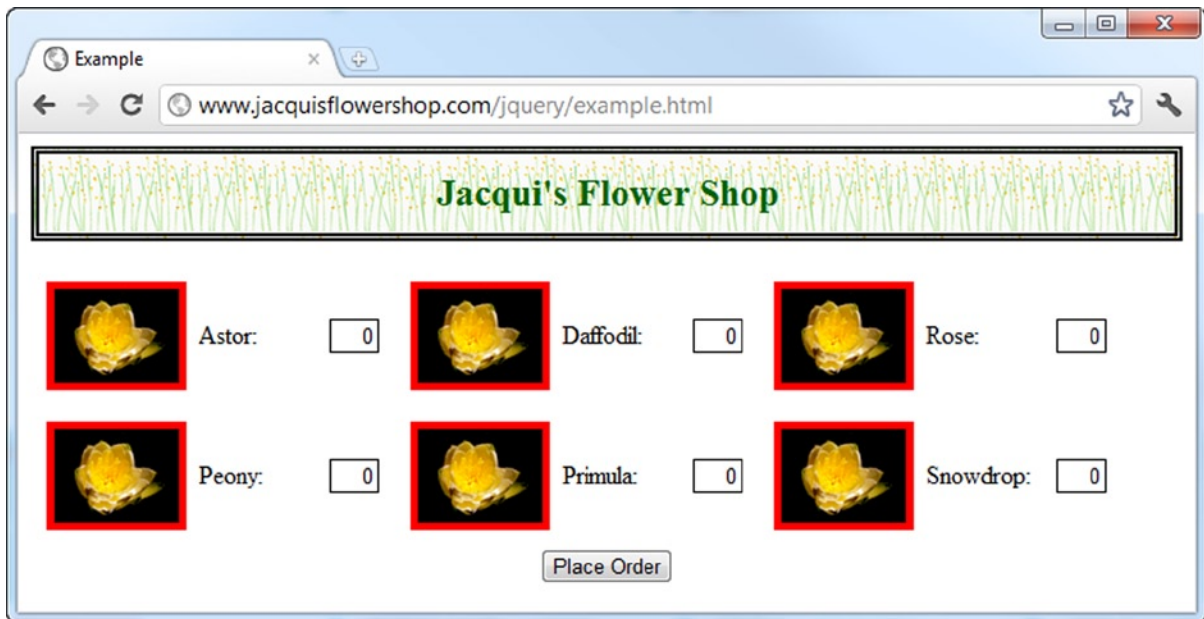 Example
www.jacquisflowershop.com/jquery/example.html
Jacqui's Flower Shop
Astor: 0 Daffodil: 0 Rose: 0
Peony: 0 Primula: 0 Snowdrop: 0
Place Order